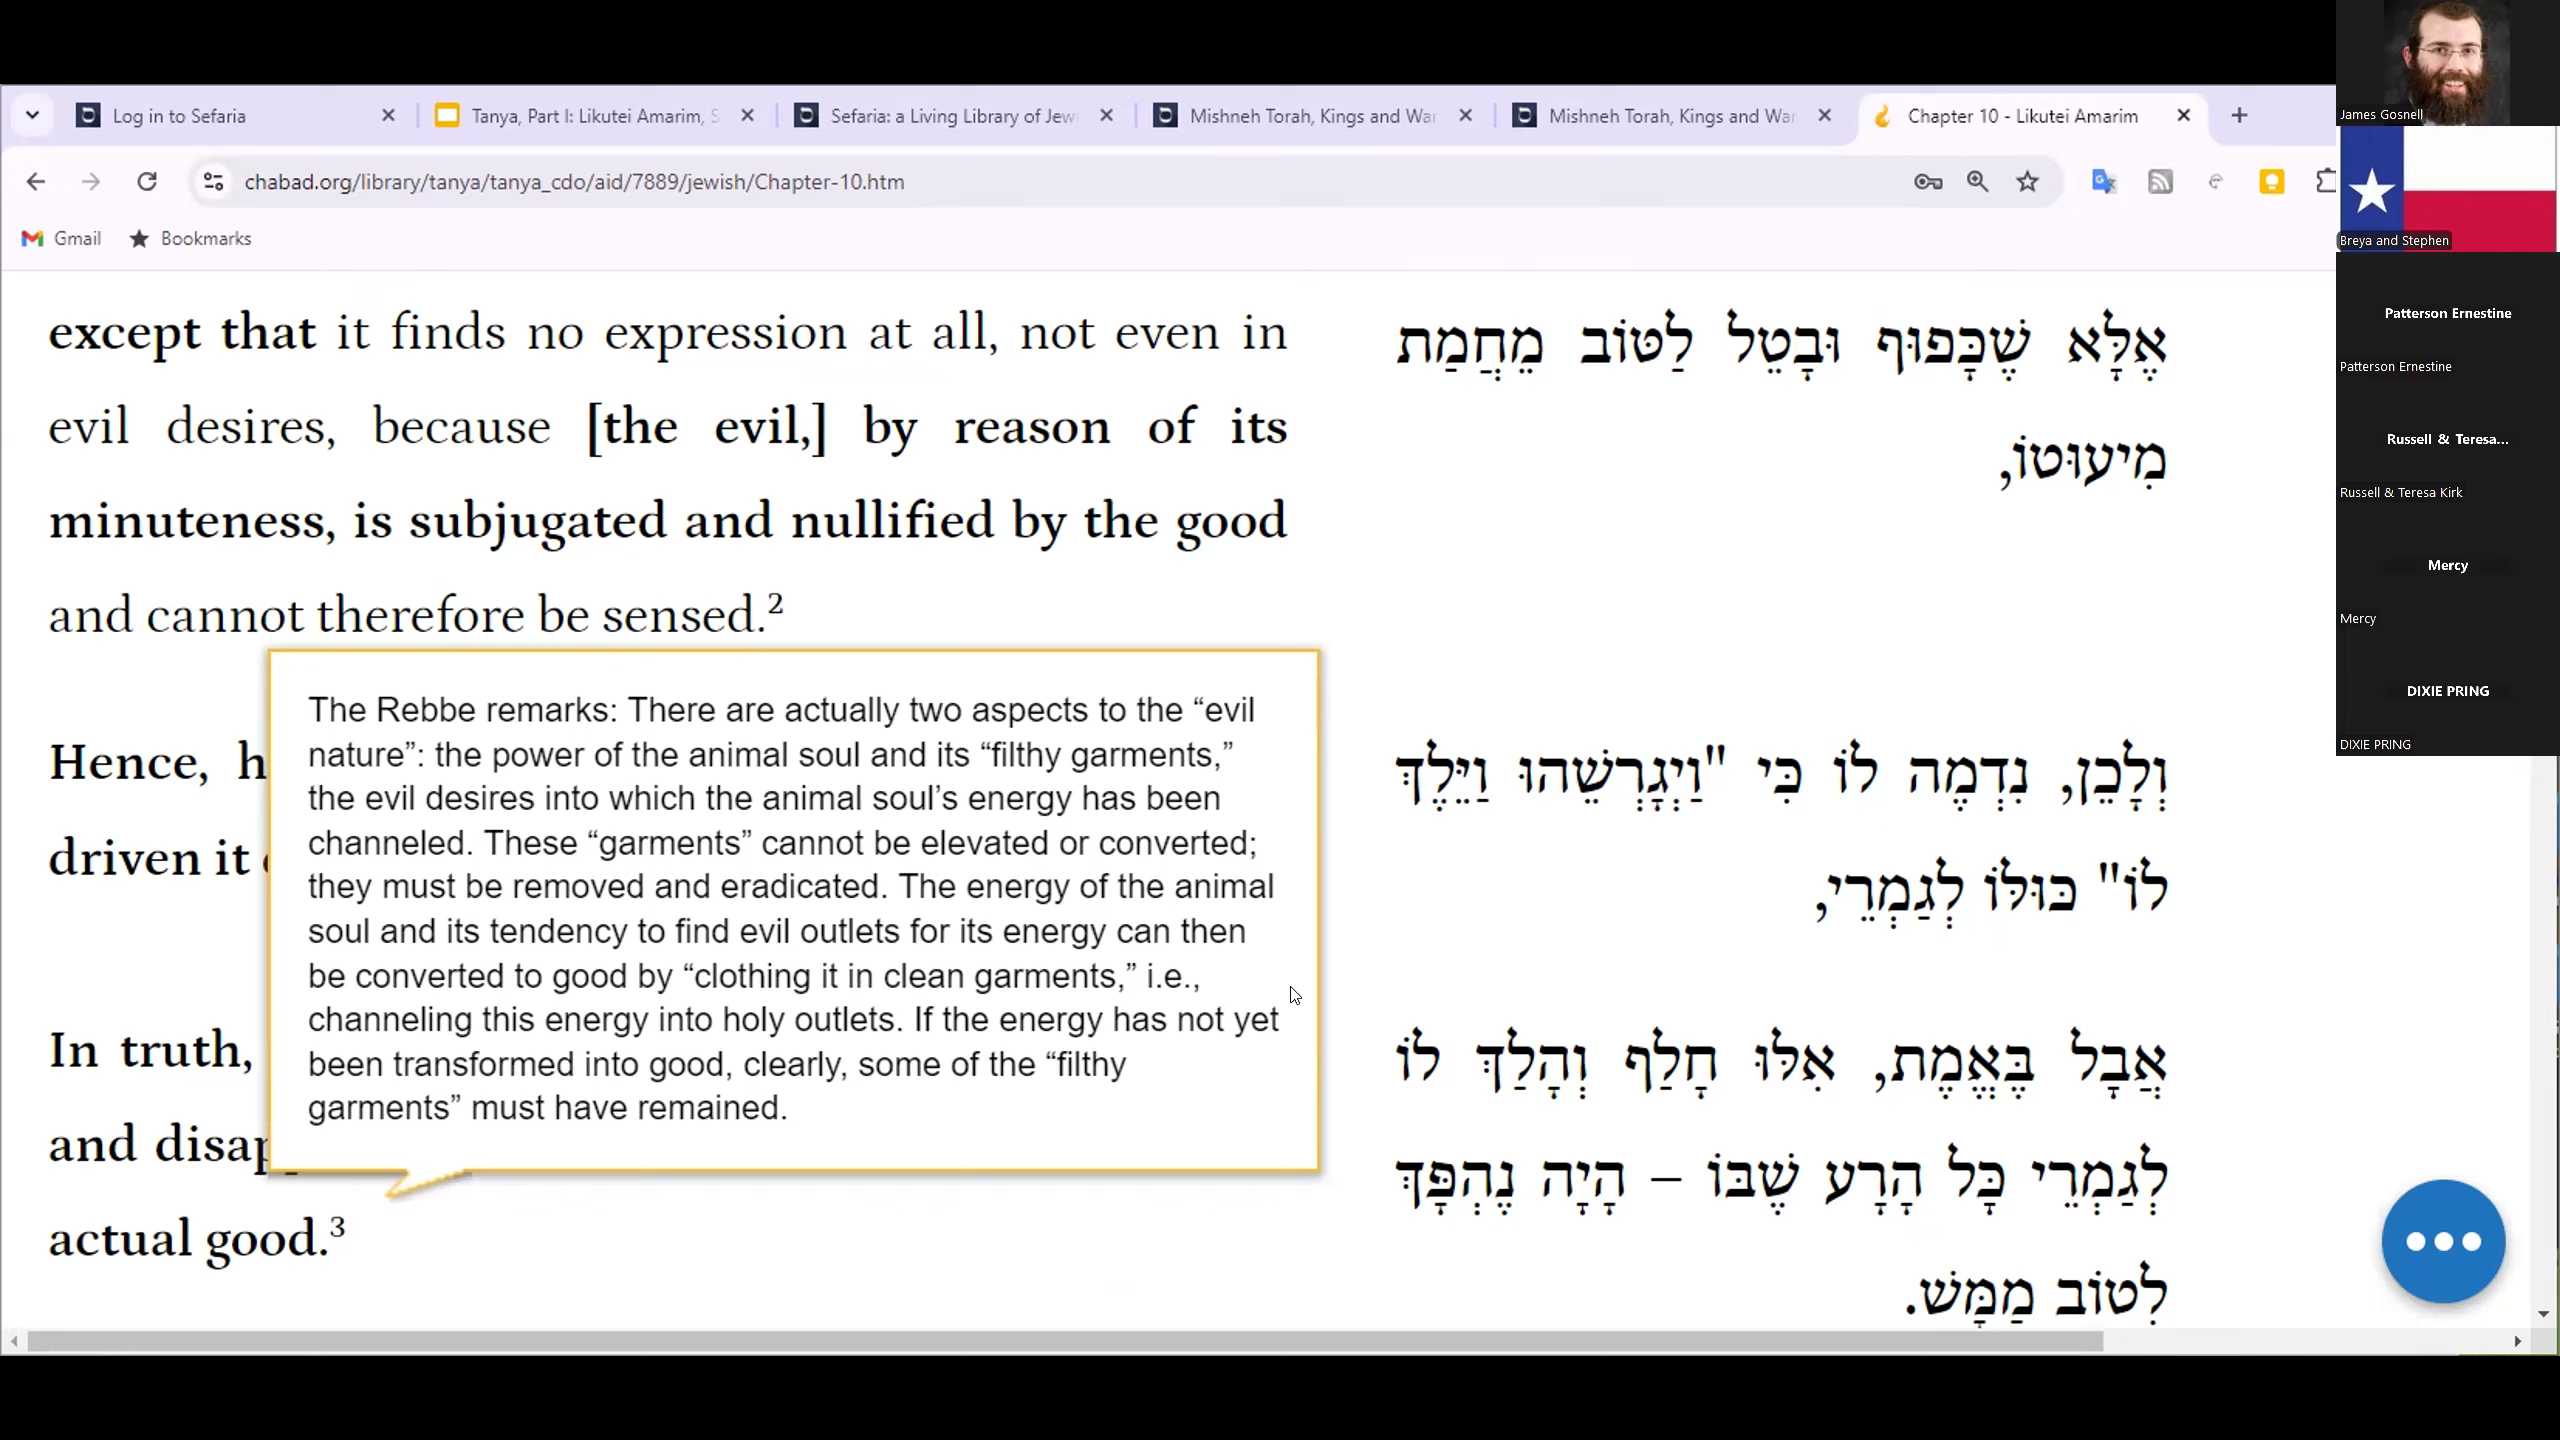 Log in to Sefaria
Tanya, Part I: Likutei Amarim, S
Sefaria: a Living Library of Jew
Mishneh Torah, Kings and War
Mishneh Torah, Kings and War
Chapter 10 - Likutei Amarim
chabad.org/library/tanya/tanya_cdo/aid/7889/jewish/Chapter-10.htm
Gmail
Bookmarks
except that it finds no expression at all, not even in
evil desires, because [the evil,] by reason of its
minuteness, is subjugated and nullified by the good
and cannot therefore be sensed.²
Hence, h
driven it
In truth,
and disap
actual good.³
The Rebbe remarks: There are actually two aspects to the “evil
nature”: the power of the animal soul and its “filthy garments,”
the evil desires into which the animal soul’s energy has been
channeled. These “garments” cannot be elevated or converted;
they must be removed and eradicated. The energy of the animal
soul and its tendency to find evil outlets for its energy can then
be converted to good by “clothing it in clean garments,” i.e.,
channeling this energy into holy outlets. If the energy has not yet
been transformed into good, clearly, some of the “filthy
garments” must have remained.
אֶלָּא שֶׁכָּפוּף וּבָטֵל לַטּוֹב מֵחֲמַת
מִיעוּטוֹ,
וְלָכֵן, נִדְמֶה לוֹ כִּי "וַיְגָרְשֵׁהוּ וַיֵּלֶךְ
לוֹ" כּוּלּוֹ לְגַמְרֵי,
אֲבָל בֶּאֱמֶת, אִלּוּ חָלַף וְהָלַךְ לוֹ
לְגַמְרֵי כָּל הָרָע שֶׁבּוֹ – הָיָה נֶהְפָּךְ
לְטוֹב מַמָּשׁ.
James Gosnell
Breya and Stephen
Patterson Ernestine
Patterson Ernestine
Russell & Teresa...
Russell & Teresa Kirk
Mercy
Mercy
DIXIE PRING
DIXIE PRING